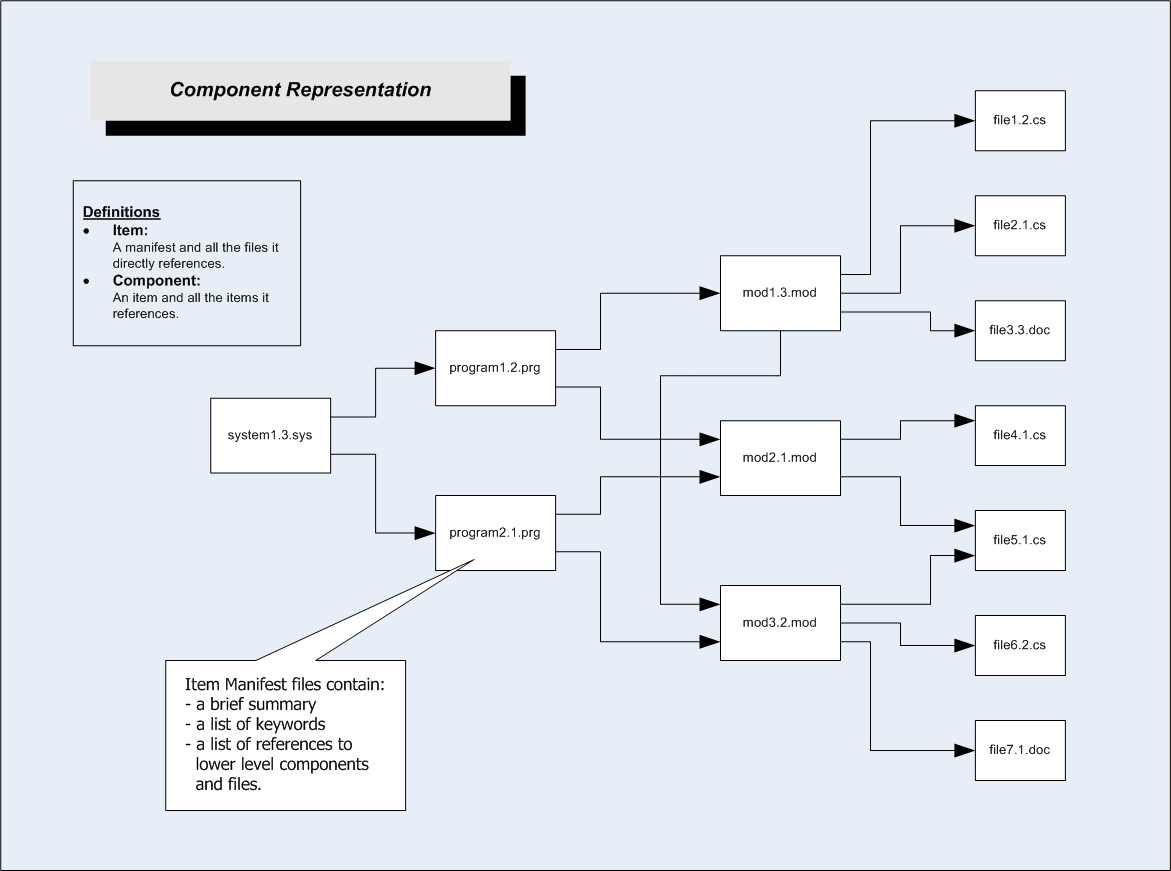 Component Representation
Definitions
• Item:
A manifest and all the files it
directly references.
• Component:
An item and all the items it
references.
system1.3.sys
program1.2.prg
program2.1.prg
mod1.3.mod
mod2.1.mod
mod3.2.mod
file1.2.cs
file2.1.cs
file3.3.doc
file4.1.cs
file5.1.cs
file6.2.cs
file7.1.doc
Item Manifest files contain:
- a brief summary
- a list of keywords
- a list of references to
lower level components
and files.